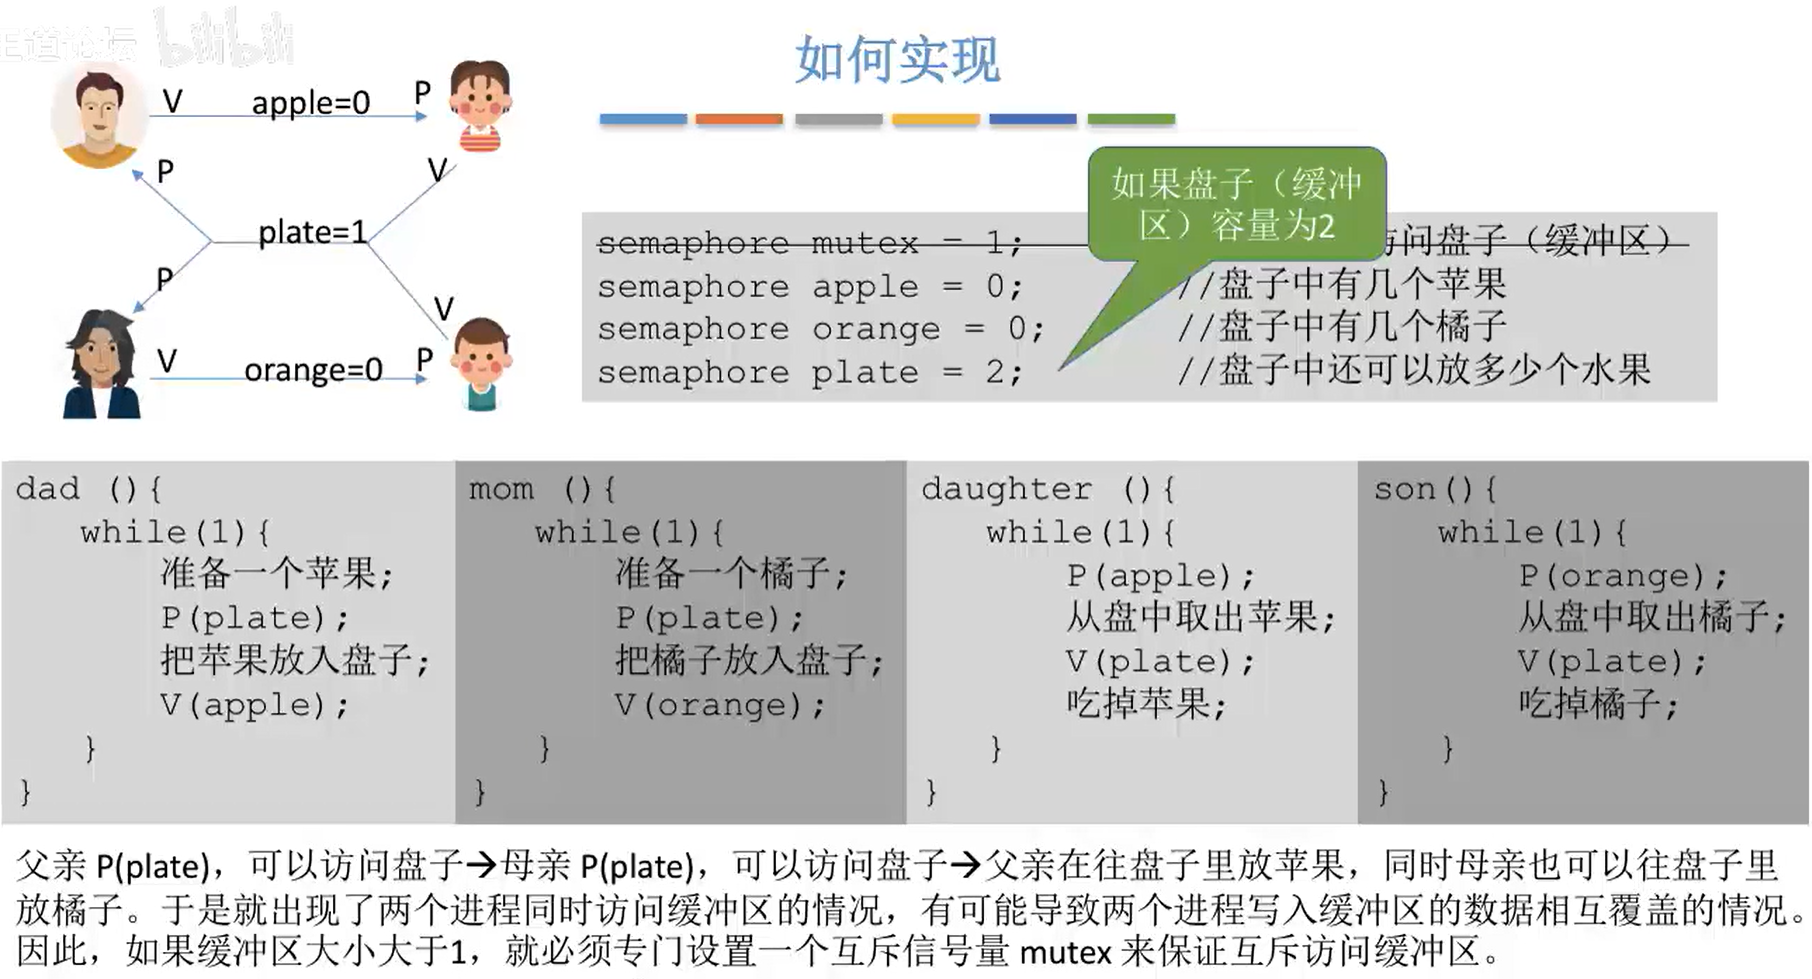 王道论坛 bilibili
如何实现
V apple=0 P
P V
plate=1
P V
V orange=0 P
如果盘子（缓冲
区）容量为2
semaphore mutex = 1; 访问盘子（缓冲区）
semaphore apple = 0; //盘子中有几个苹果
semaphore orange = 0; //盘子中有几个橘子
semaphore plate = 2; //盘子中还可以放多少个水果
dad (){
while(1){
准备一个苹果;
P(plate);
把苹果放入盘子;
V(apple);
}
}
mom (){
while(1){
准备一个橘子;
P(plate);
把橘子放入盘子;
V(orange);
}
}
daughter (){
while(1){
P(apple);
从盘中取出苹果;
V(plate);
吃掉苹果;
}
}
son(){
while(1){
P(orange);
从盘中取出橘子;
V(plate);
吃掉橘子;
}
}
父亲 P(plate)，可以访问盘子→母亲 P(plate)，可以访问盘子→父亲在往盘子里放苹果，同时母亲也可以往盘子里
放橘子。于是就出现了两个进程同时访问缓冲区的情况，有可能导致两个进程写入缓冲区的数据相互覆盖的情况。
因此，如果缓冲区大小大于1，就必须专门设置一个互斥信号量 mutex 来保证互斥访问缓冲区。